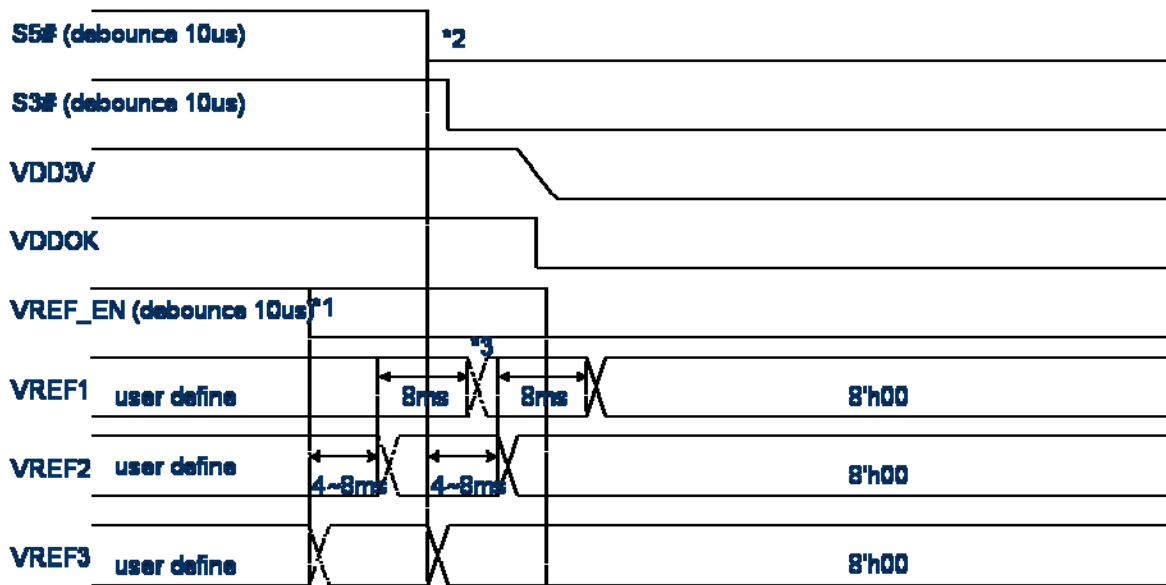 S5# (debounce 10us)
*2
S3# (debounce 10us)
VDD3V
VDDOK
VREF_EN (debounce 10us)*1
*3
VREF1 user define 8ms 8ms 8'h00
VREF2 user define 4~8ms 4~8ms 8'h00
VREF3 user define 8'h00